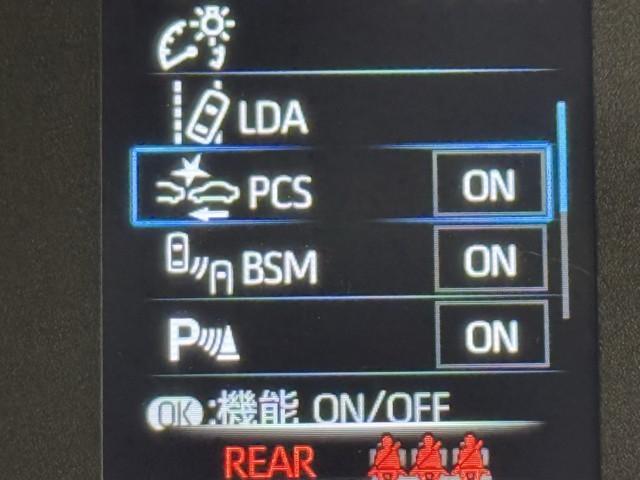 LDA
PCS ON
BSM ON
P ON
OK:機能 ON/OFF
REAR